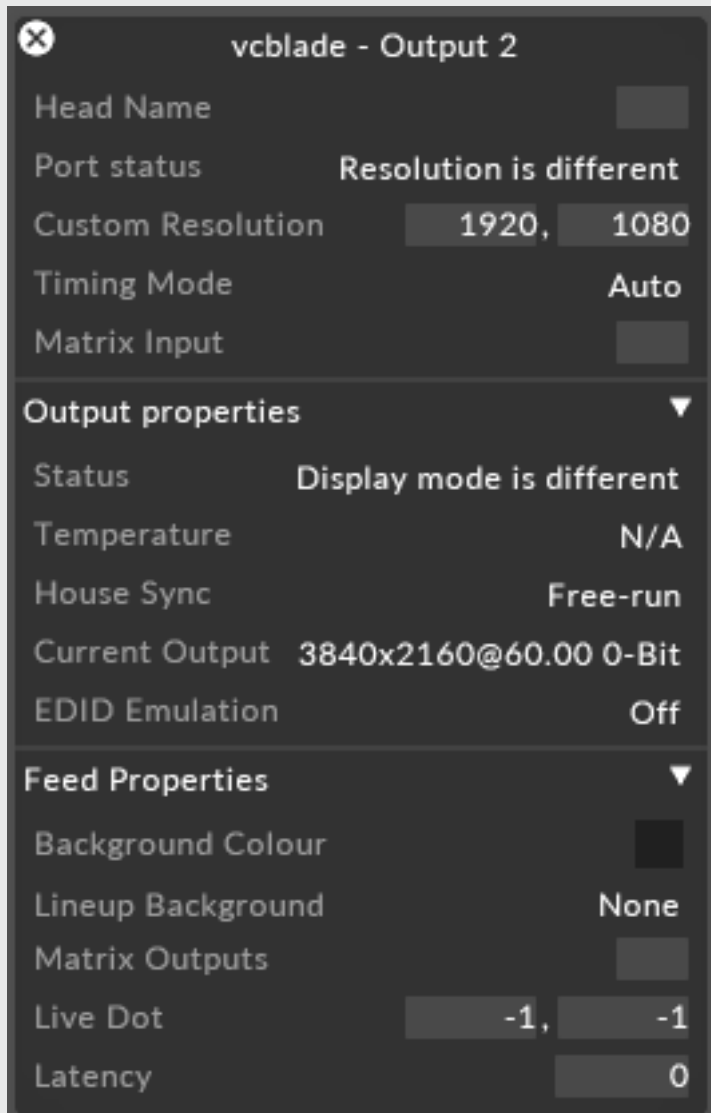 vcblade - Output 2
Head Name
Port status Resolution is different
Custom Resolution 1920, 1080
Timing Mode Auto
Matrix Input
Output properties
Status Display mode is different
Temperature N/A
House Sync Free-run
Current Output 3840x2160@60.00 0-Bit
EDID Emulation Off
Feed Properties
Background Colour
Lineup Background None
Matrix Outputs
Live Dot -1, -1
Latency 0